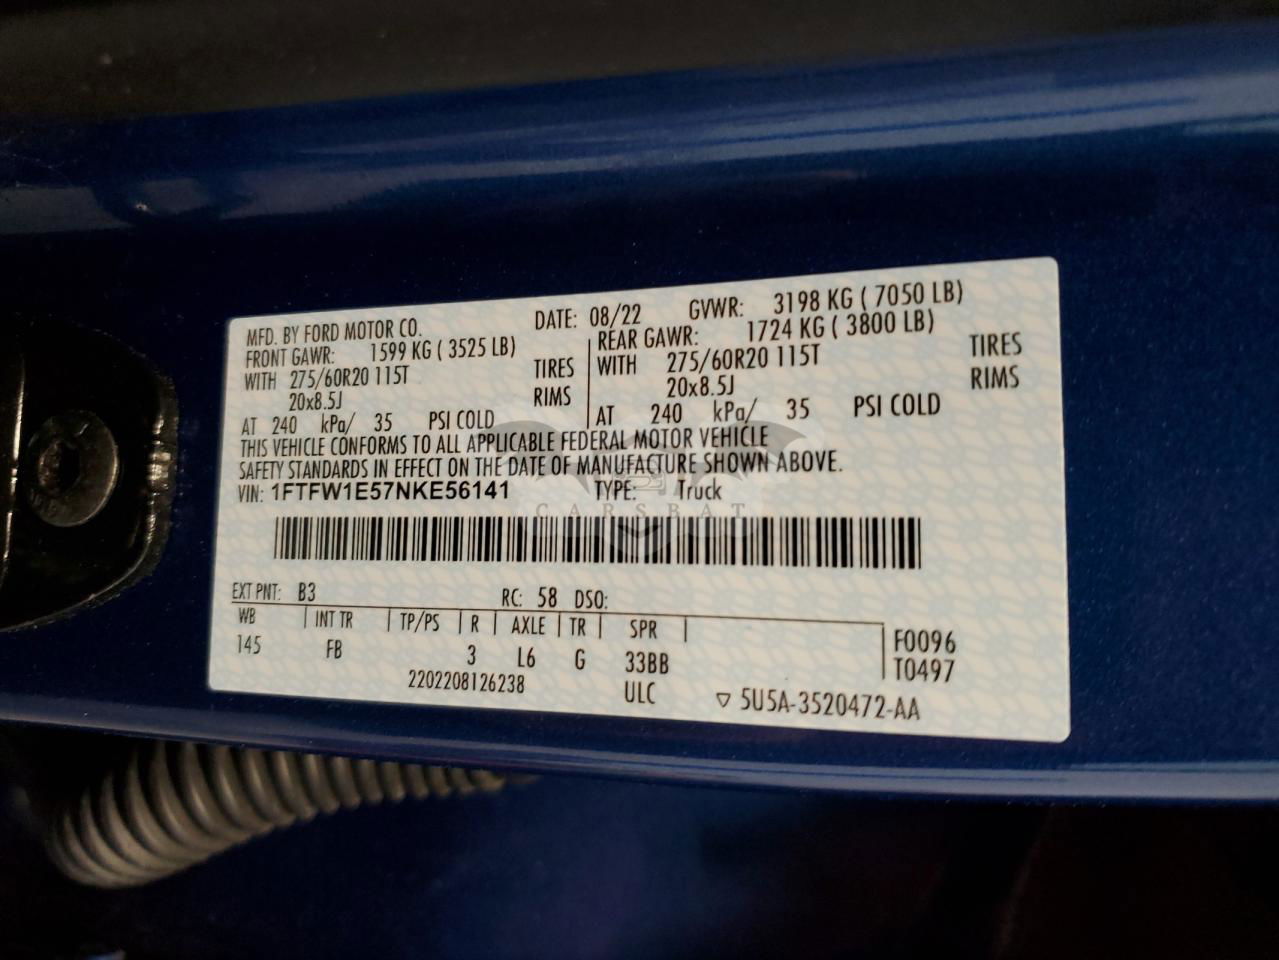 MFD. BY FORD MOTOR CO. DATE: 08/22 GVWR: 3198 KG ( 7050 LB)
FRONT GAWR: 1599 KG ( 3525 LB) REAR GAWR: 1724 KG ( 3800 LB)
WITH 275/60R20 115T TIRES WITH 275/60R20 115T TIRES
20x8.5J RIMS 20x8.5J RIMS
AT 240 kPa/ 35 PSI COLD AT 240 kPa/ 35 PSI COLD
THIS VEHICLE CONFORMS TO ALL APPLICABLE FEDERAL MOTOR VEHICLE
SAFETY STANDARDS IN EFFECT ON THE DATE OF MANUFACTURE SHOWN ABOVE.
VIN: 1FTFW1E57NKE56141 TYPE: Truck
CARSBAT
EXT PNT: B3 RC: 58 DSO:
WB INT TR TP/PS R AXLE TR SPR F0096
145 FB 3 L6 G 33BB T0497
2202208126238 ULC ▽ 5U5A-3520472-AA